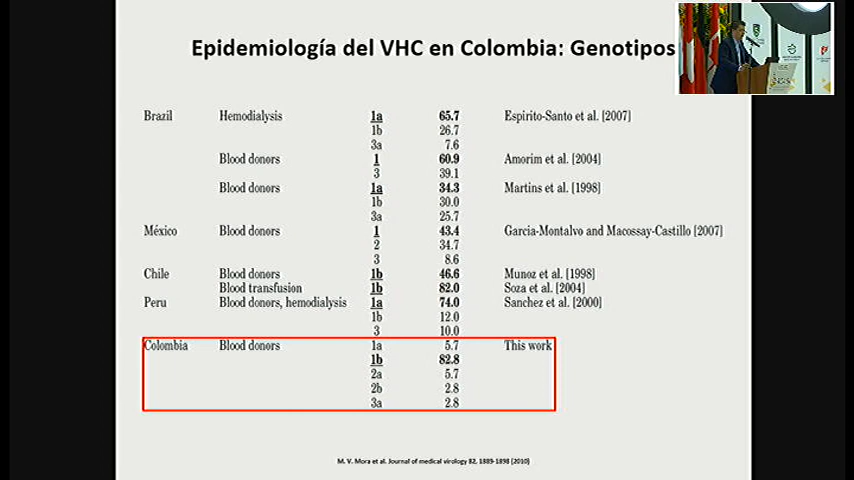 Epidemiología del VHC en Colombia: Genotipos
Brazil Hemodialysis 1a 65.7 Espirito-Santo et al. [2007]
1b 26.7
3a 7.6
Blood donors 1 60.9 Amorim et al. [2004]
3 39.1
Blood donors 1a 34.3 Martins et al. [1998]
1b 30.0
3a 25.7
México Blood donors 1 43.4 Garcia-Montalvo and Macossay-Castillo [2007]
2 34.7
3 8.6
Chile Blood donors 1b 46.6 Munoz et al. [1998]
Blood transfusion 1b 82.0 Soza et al. [2004]
Peru Blood donors, hemodialysis 1a 74.0 Sanchez et al. [2000]
1b 12.0
3 10.0
Colombia Blood donors 1a 5.7 This work
1b 82.8
2a 5.7
2b 2.8
3a 2.8
M. V. Mora et al. Journal of medical virology 82, 1889-1898 (2010)